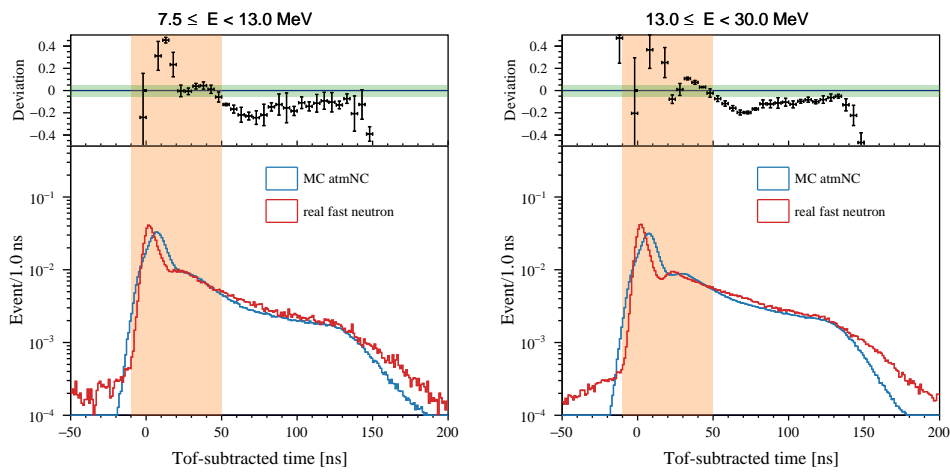 7.5 ≤ E < 13.0 MeV
Deviation
0.4
0.2
0
−0.2
−0.4
MC atmNC
real fast neutron
Event/1.0 ns
10⁻¹
10⁻²
10⁻³
10⁻⁴
−50 0 50 100 150 200
Tof-subtracted time [ns]
13.0 ≤ E < 30.0 MeV
Deviation
0.4
0.2
0
−0.2
−0.4
MC atmNC
real fast neutron
Event/1.0 ns
10⁻¹
10⁻²
10⁻³
10⁻⁴
−50 0 50 100 150 200
Tof-subtracted time [ns]